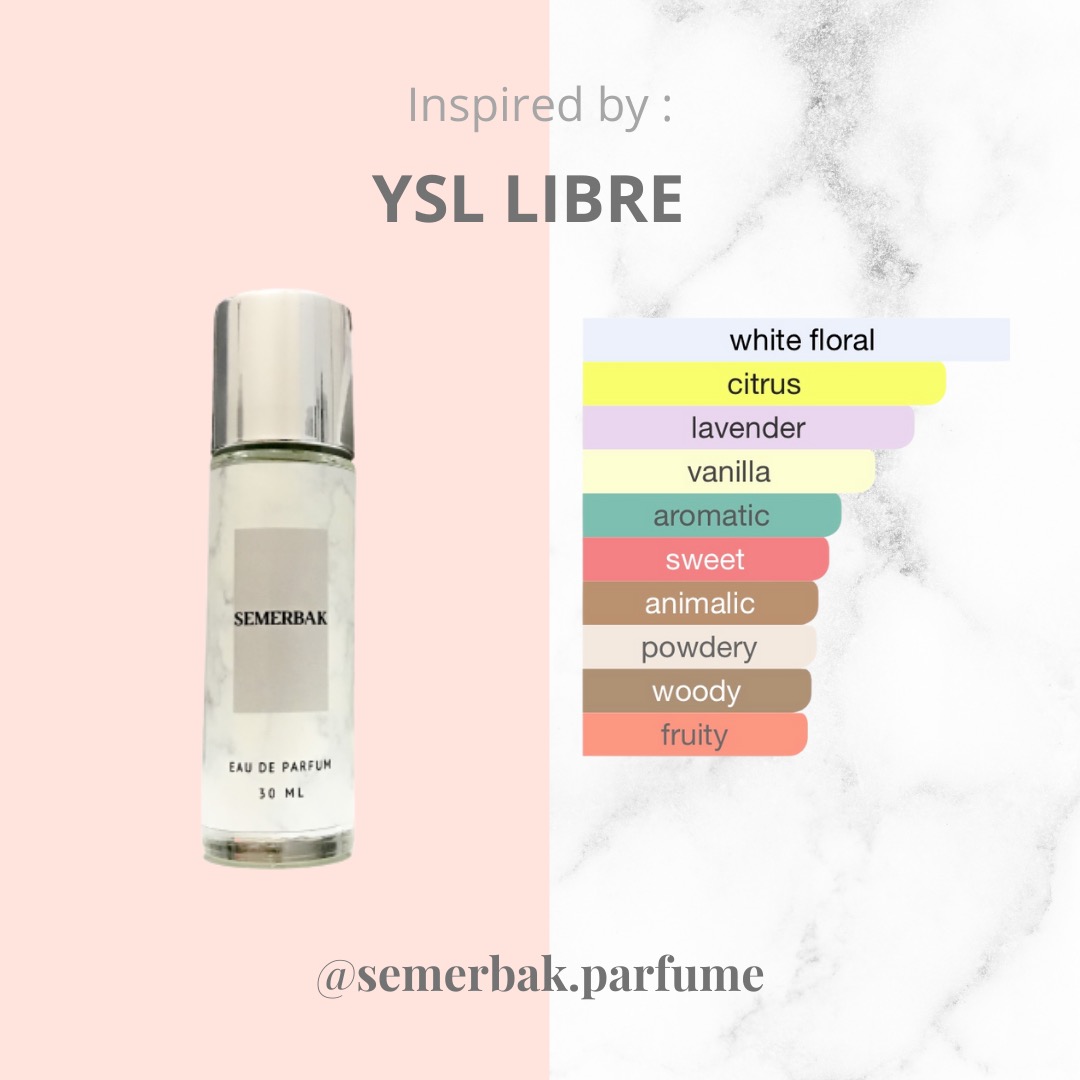 Inspired by :
YSL LIBRE
SEMERBAK
EAU DE PARFUM
30 ML
white floral
citrus
lavender
vanilla
aromatic
sweet
animalic
powdery
woody
fruity
@semerbak.parfume